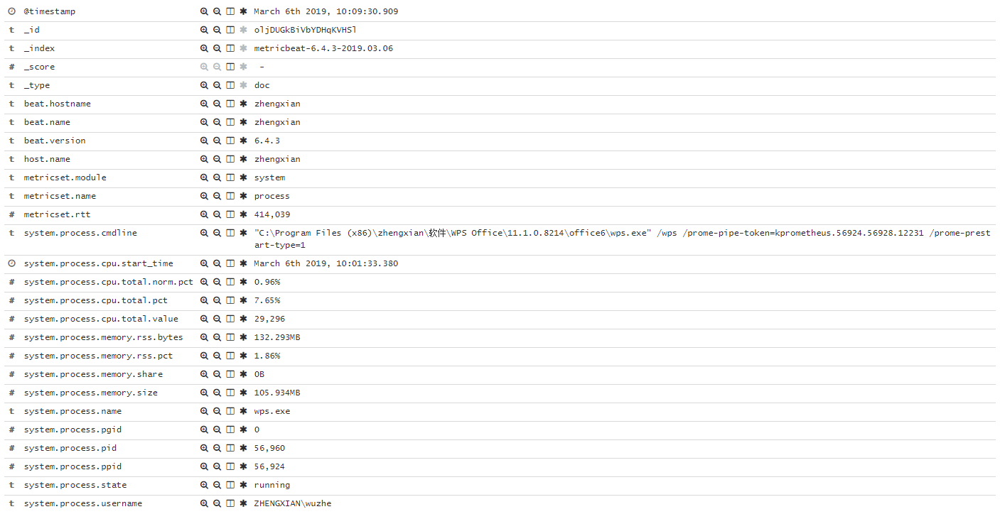 @timestamp March 6th 2019, 10:09:30.909
t _id oljDUGkBiVbYDHqKVHSl
t _index metricbeat-6.4.3-2019.03.06
# _score -
t _type doc
t beat.hostname zhengxian
t beat.name zhengxian
t beat.version 6.4.3
t host.name zhengxian
t metricset.module system
t metricset.name process
# metricset.rtt 414,039
t system.process.cmdline "C:\Program Files (x86)\zhengxian\软件\WPS Office\11.1.0.8214\office6\wps.exe" /wps /prome-pipe-token=kprometheus.56924.56928.12231 /prome-prest
art-type=1
system.process.cpu.start_time March 6th 2019, 10:01:33.380
# system.process.cpu.total.norm.pct 0.96%
# system.process.cpu.total.pct 7.65%
# system.process.cpu.total.value 29,296
# system.process.memory.rss.bytes 132.293MB
# system.process.memory.rss.pct 1.86%
# system.process.memory.share 0B
# system.process.memory.size 105.934MB
t system.process.name wps.exe
# system.process.pgid 0
# system.process.pid 56,960
# system.process.ppid 56,924
t system.process.state running
t system.process.username ZHENGXIAN\wuzhe